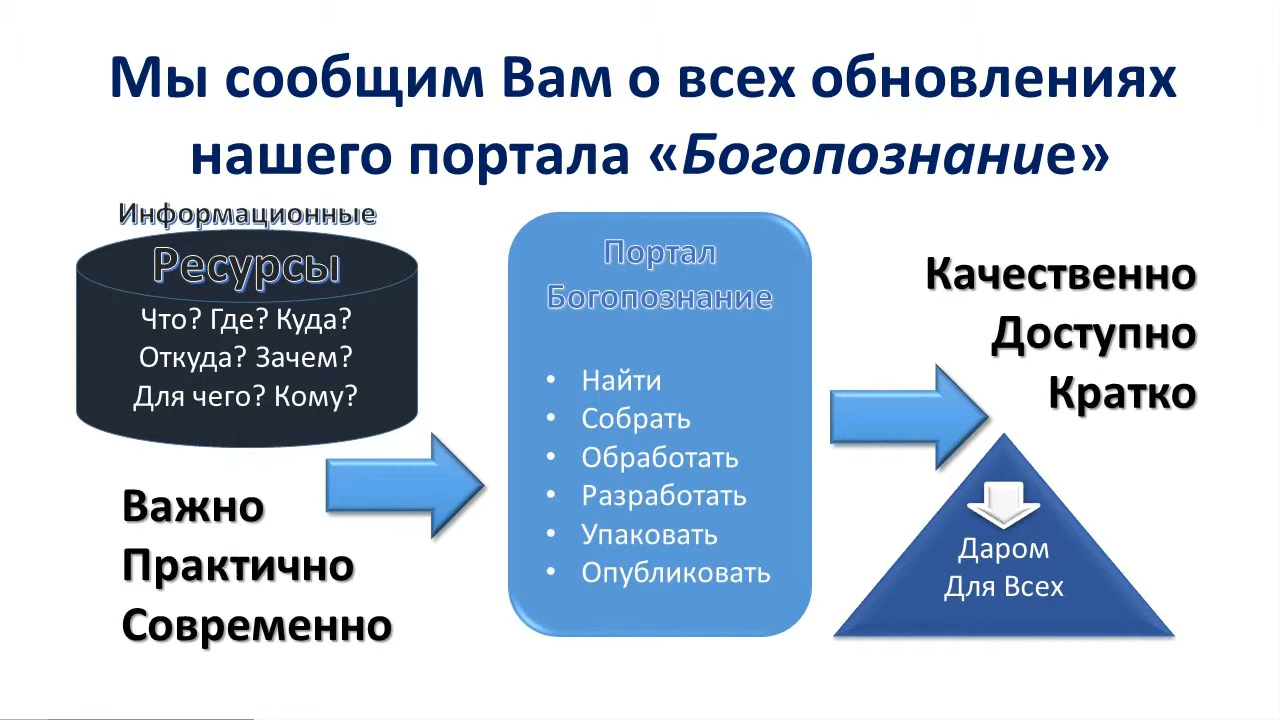 Мы сообщим Вам о всех обновлениях
нашего портала «Богопознание»
Информационные
Ресурсы
Что? Где? Куда?
Откуда? Зачем?
Для чего? Кому?
Важно
Практично
Современно
Портал
Богопознание
• Найти
• Собрать
• Обработать
• Разработать
• Упаковать
• Опубликовать
Качественно
Доступно
Кратко
Даром
Для Всех